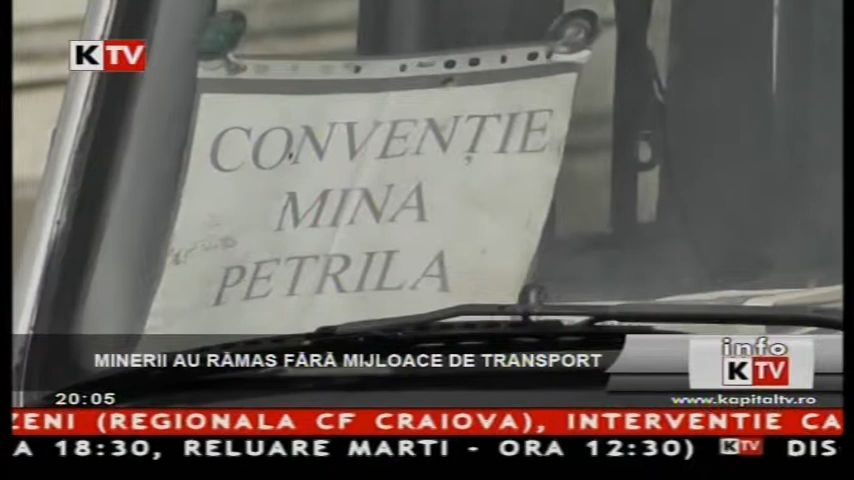 KTV
CONVENȚIE
MINA
PETRILA
MINERII AU RĂMAS FĂRĂ MIJLOACE DE TRANSPORT
info
KTV
20:05
www.kapitaltv.ro
ZENI (REGIONALA CF CRAIOVA), INTERVENTIE CA
A 18:30, RELUARE MARTI - ORA 12:30) KTV DIS